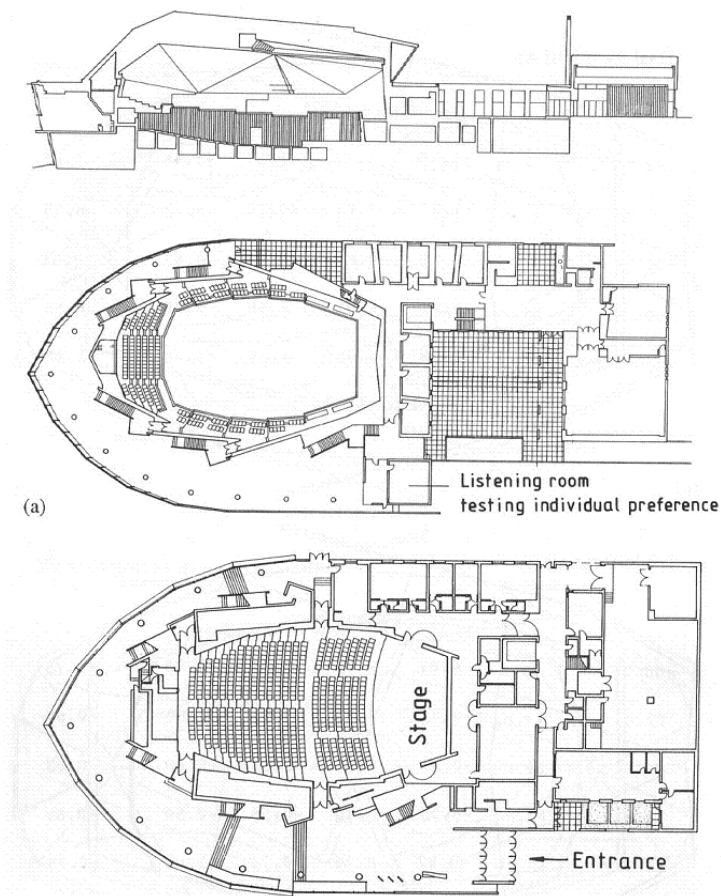 Listening room
testing individual preference
(a)
Stage
Entrance